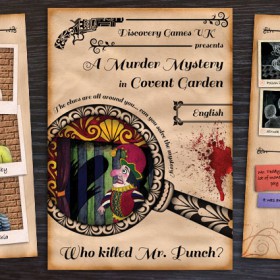 Discovery Games UK
presents
A Murder Mystery
in Covent Garden
English
The clues are all around you... can you solve the mystery?
Who killed Mr. Punch?